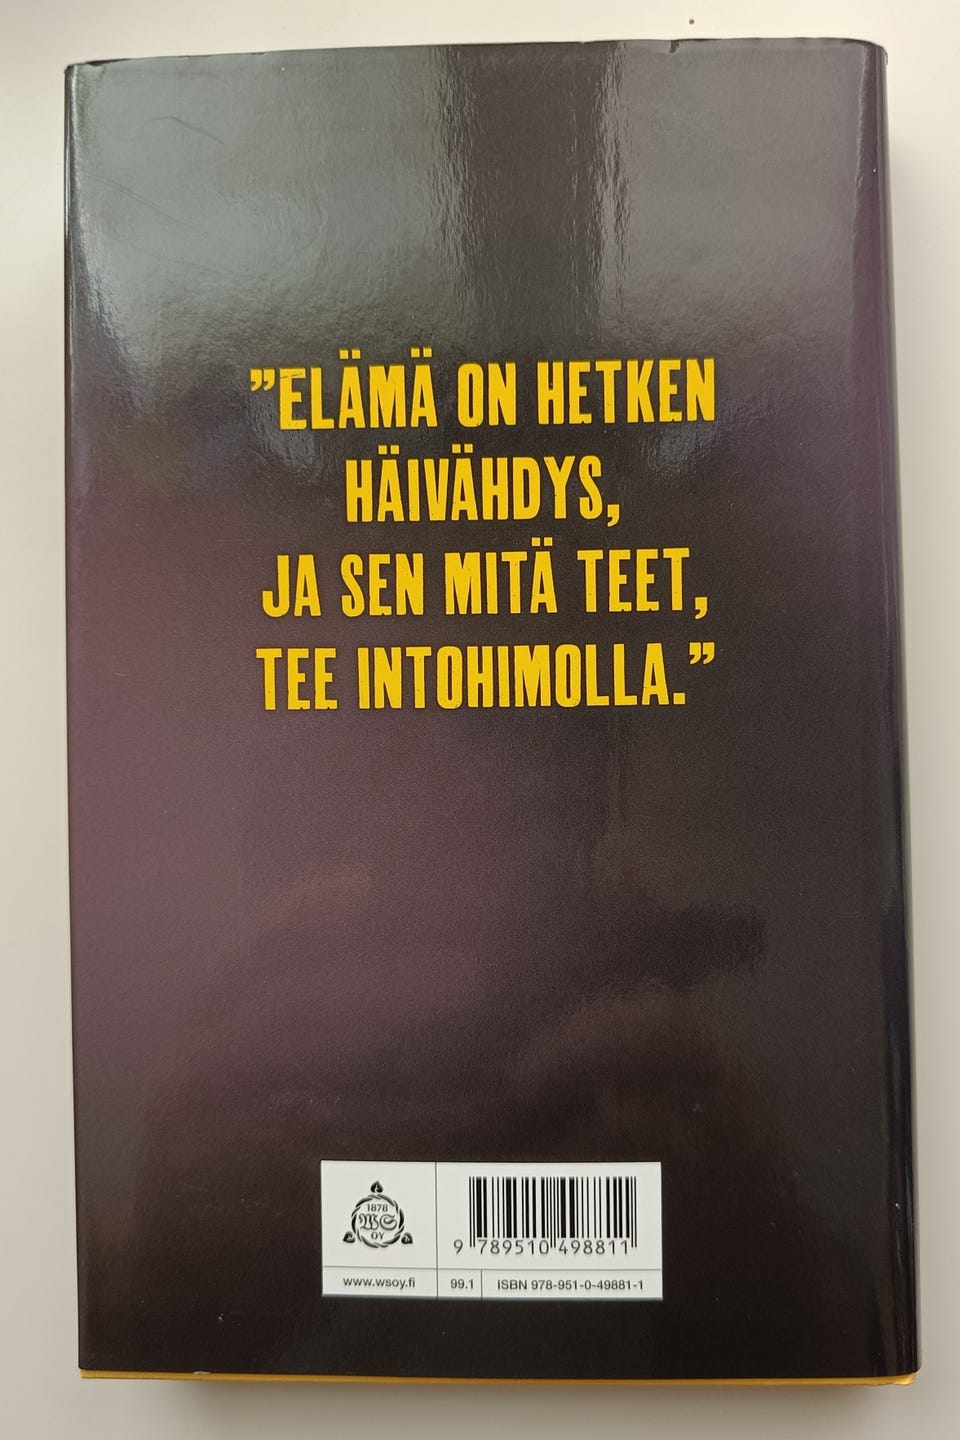 ”ELÄMÄ ON HETKEN
HÄIVÄHDYS,
JA SEN MITÄ TEET,
TEE INTOHIMOLLA.”
1878
WS
OY
9 789510 498811
www.wsoy.fi
99.1
ISBN 978-951-0-49881-1